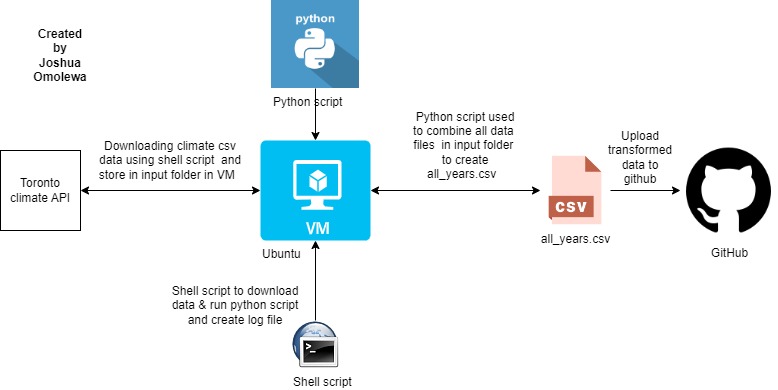 Created
by
Joshua
Omolewa
python
Python script
Downloading climate csv
data using shell script and
store in input folder in VM
Toronto
climate API
VM
Ubuntu
Python script used
to combine all data
files in input folder
to create
all_years.csv
CSV
all_years.csv
Upload
transformed
data to
github
GitHub
Shell script to download
data & run python script
and create log file
>_
Shell script